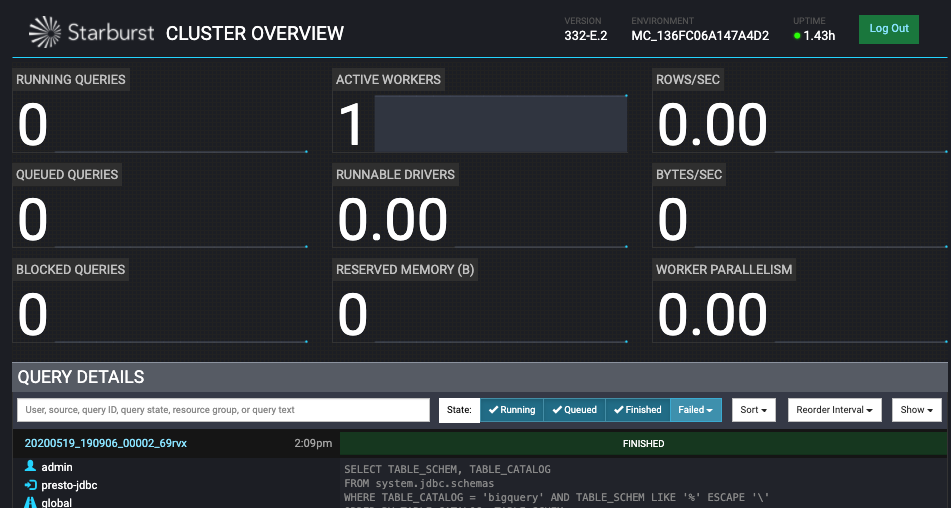 Starburst CLUSTER OVERVIEW
VERSION
332-E.2
ENVIRONMENT
MC_136FC06A147A4D2
UPTIME
1.43h
Log Out
RUNNING QUERIES
0
ACTIVE WORKERS
1
ROWS/SEC
0.00
QUEUED QUERIES
0
RUNNABLE DRIVERS
0.00
BYTES/SEC
0
BLOCKED QUERIES
0
RESERVED MEMORY (B)
0
WORKER PARALLELISM
0.00
QUERY DETAILS
User, source, query ID, query state, resource group, or query text
State: Running Queued Finished Failed Sort Reorder Interval Show
20200519_190906_00002_69rvx 2:09pm FINISHED
admin
presto-jdbc
global
SELECT TABLE_SCHEM, TABLE_CATALOG
FROM system.jdbc.schemas
WHERE TABLE_CATALOG = 'bigquery' AND TABLE_SCHEM LIKE '%' ESCAPE '\'